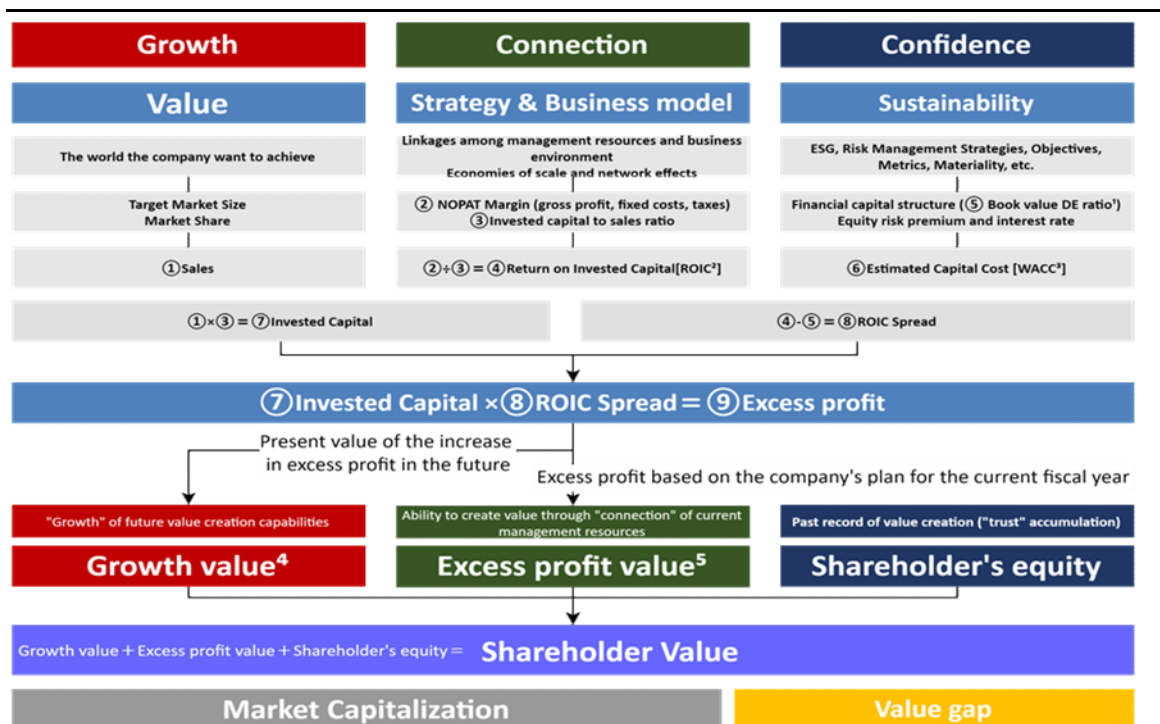 Growth
Connection
Confidence
Value
Strategy & Business model
Sustainability
The world the company want to achieve
Linkages among management resources and business
environment
Economies of scale and network effects
ESG, Risk Management Strategies, Objectives,
Metrics, Materiality, etc.
Target Market Size
Market Share
② NOPAT Margin (gross profit, fixed costs, taxes)
③Invested capital to sales ratio
Financial capital structure (⑤ Book value DE ratio¹)
Equity risk premium and interest rate
①Sales
②÷③ = ④Return on Invested Capital[ROIC²]
⑥Estimated Capital Cost [WACC³]
①×③ = ⑦Invested Capital
④-⑤ = ⑧ROIC Spread
⑦Invested Capital ×⑧ROIC Spread = ⑨Excess profit
Present value of the increase
in excess profit in the future
Excess profit based on the company's plan for the current fiscal year
"Growth" of future value creation capabilities
Ability to create value through "connection" of current
management resources
Past record of value creation ("trust" accumulation)
Growth value⁴
Excess profit value⁵
Shareholder's equity
Growth value + Excess profit value + Shareholder's equity = Shareholder Value
Market Capitalization
Value gap